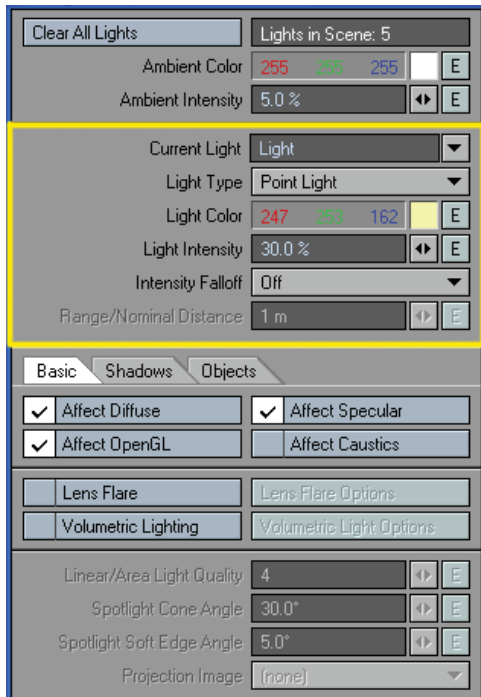 Clear All Lights Lights in Scene: 5
Ambient Color 255 255 255 E
Ambient Intensity 5.0 % E
Current Light Light
Light Type Point Light
Light Color 247 253 162 E
Light Intensity 30.0 % E
Intensity Falloff Off
Range/Nominal Distance 1 m E
Basic Shadows Objects
Affect Diffuse Affect Specular
Affect OpenGL Affect Caustics
Lens Flare Lens Flare Options
Volumetric Lighting Volumetric Light Options
Linear/Area Light Quality 4 E
Spotlight Cone Angle 30.0° E
Spotlight Soft Edge Angle 5.0° E
Projection Image (none)